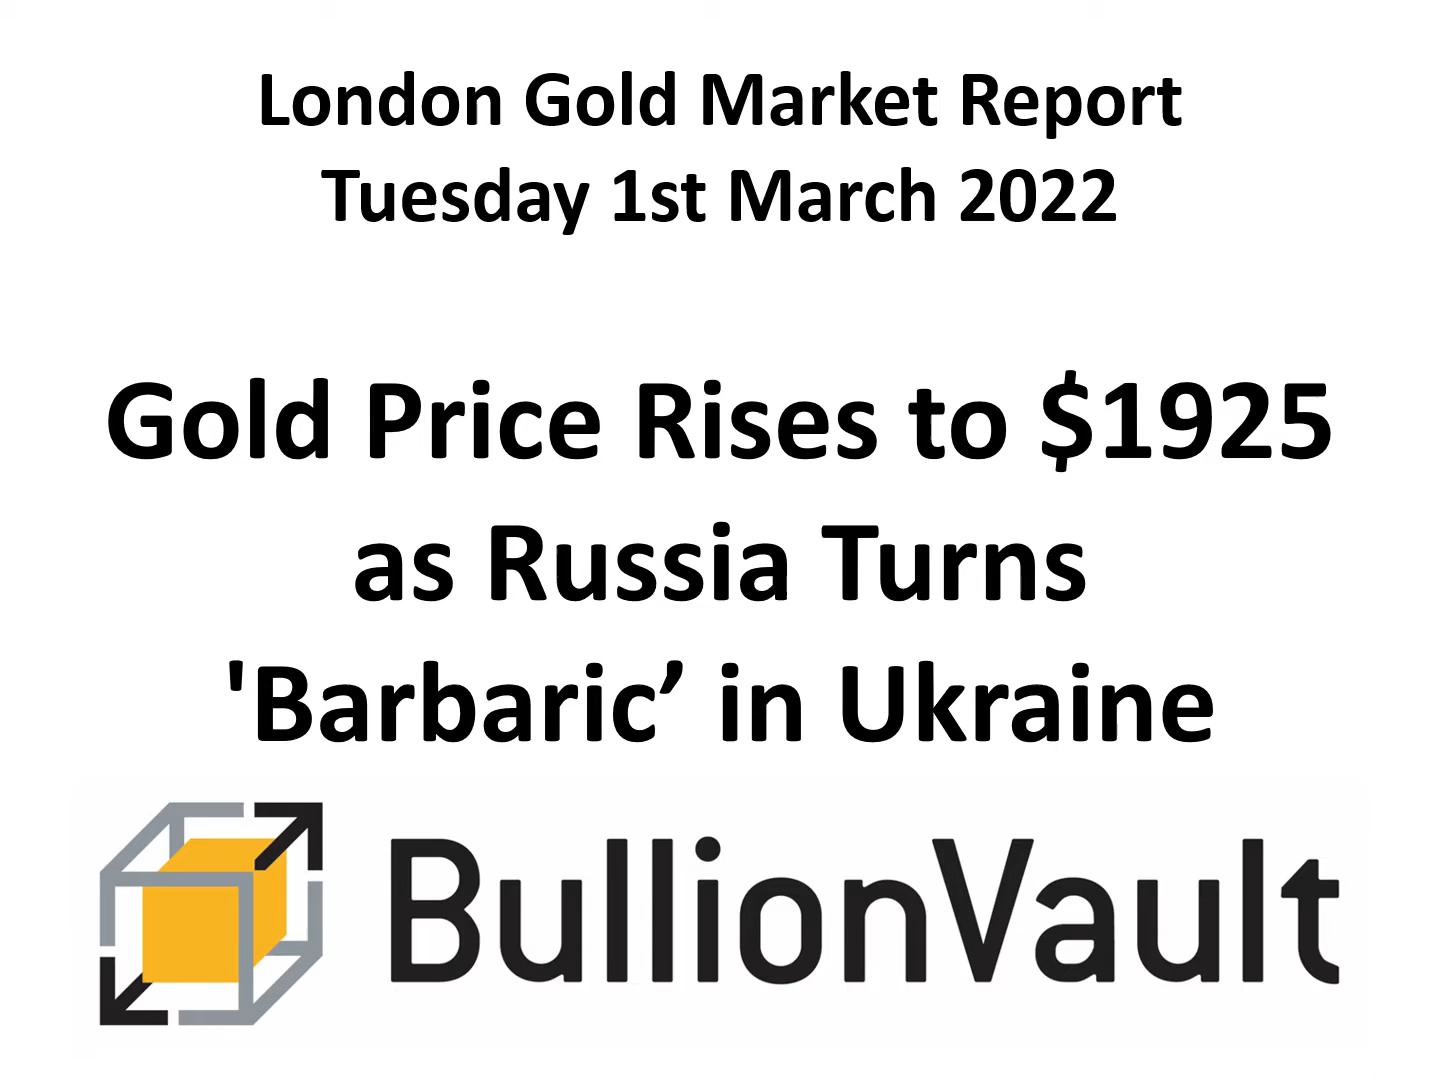 London Gold Market Report
Tuesday 1st March 2022
Gold Price Rises to $1925
as Russia Turns
'Barbaric’ in Ukraine
BullionVault